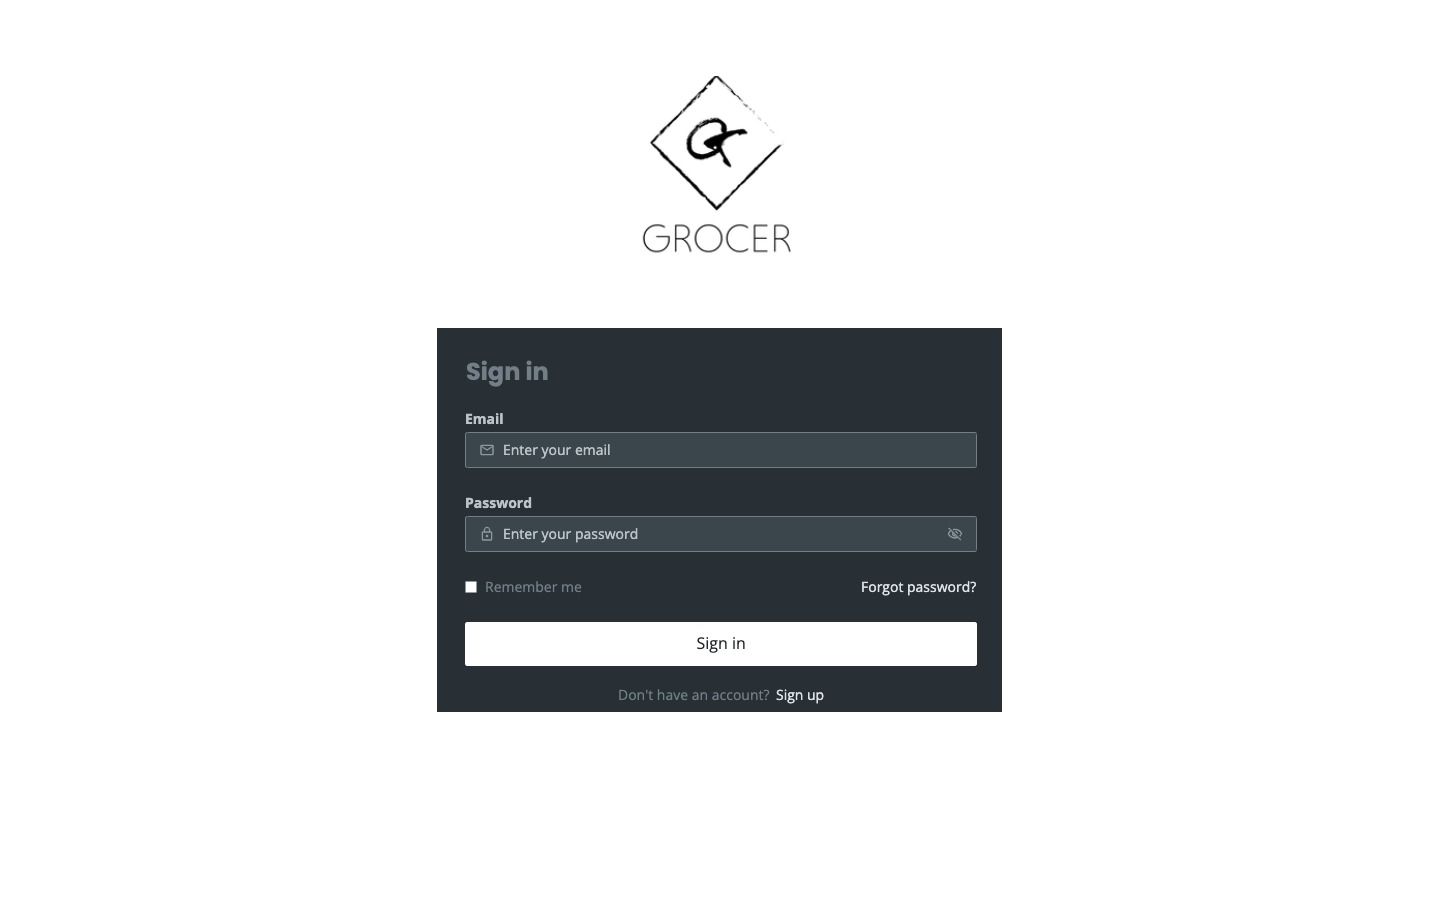 GROCER
Sign in
Email
Enter your email
Password
Enter your password
Remember me Forgot password?
Sign in
Don't have an account? Sign up